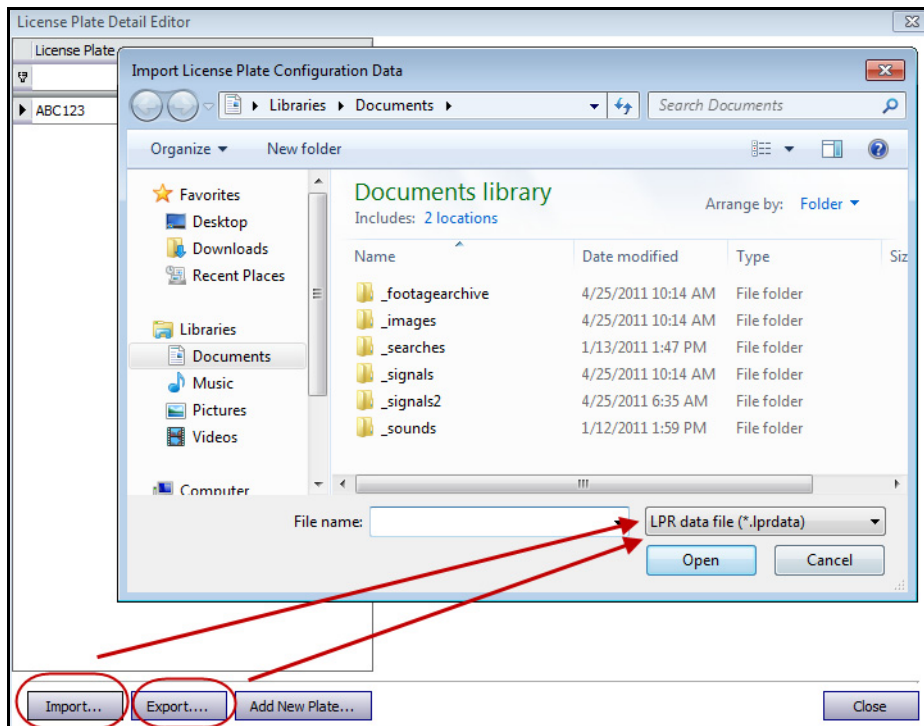 License Plate Detail Editor
License Plate
ABC123
Import License Plate Configuration Data
Libraries Documents
Search Documents
Organize New folder
Favorites
Desktop
Downloads
Recent Places
Libraries
Documents
Music
Pictures
Videos
Computer
Documents library
Includes: 2 locations
Arrange by: Folder
Name Date modified Type Siz
_footagearchive 4/25/2011 10:14 AM File folder
_images 4/25/2011 10:14 AM File folder
_searches 1/13/2011 1:47 PM File folder
_signals 4/25/2011 10:14 AM File folder
_signals2 4/25/2011 6:35 AM File folder
_sounds 1/12/2011 1:59 PM File folder
File name: LPR data file (*.lprdata)
Open Cancel
Import... Export.... Add New Plate... Close